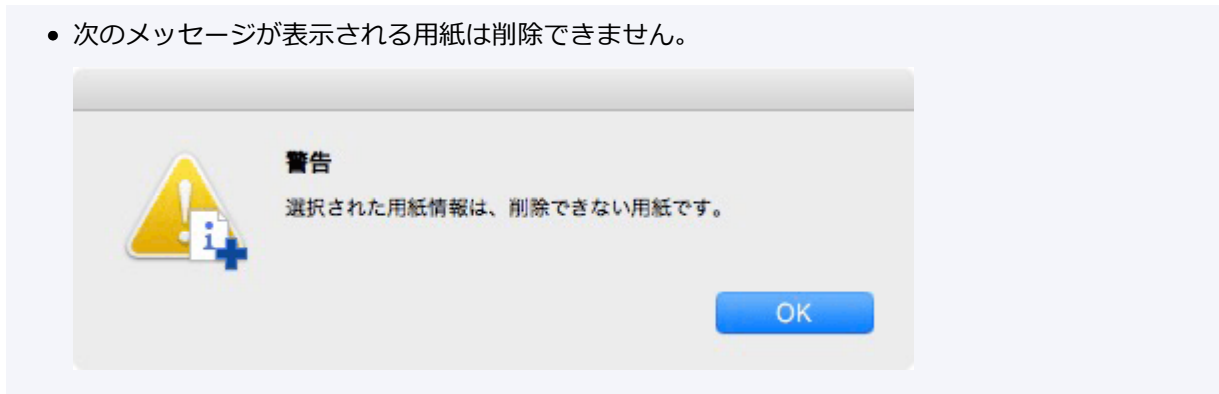 次のメッセージが表示される用紙は削除できません。
警告
選択された用紙情報は、削除できない用紙です。
OK